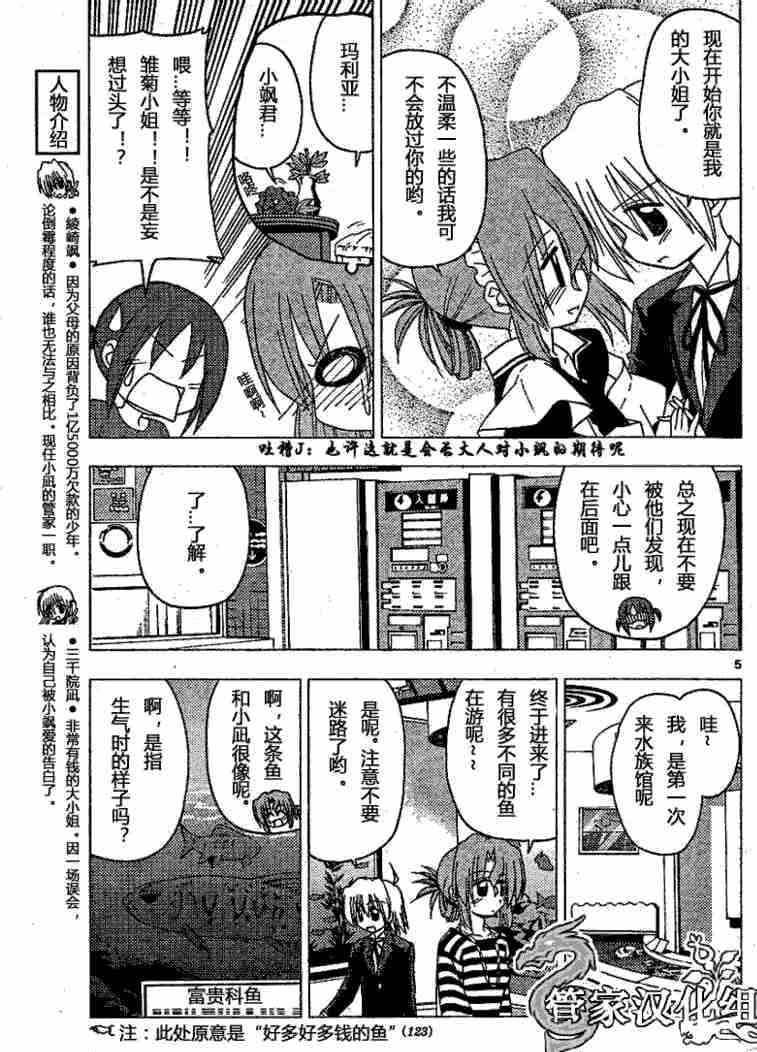 现在开始你就是我
的大小姐了。
不温柔一些的话我可
不会放过你的哟。
玛利亚…
小飒君…
喂…等等！！
雏菊小姐！！是不是妄
想过头了！？
哇啊啊~
吐槽J：也许这就是会长大人对小飒的期待呢
总之现在不要
被他们发现，
小心一点儿跟
在后面吧。
入館券
了…了解。
5
哇~
我，是第一次
来水族馆呢
终于进来了…
有很多不同的鱼
在游呢~~
是呢。注意不要
迷路了哟。
啊，这条鱼
和小凪很像呢。
啊，是指
生气时的样子吗？
富贵科鱼
注：此处原意是“好多好多钱的鱼”(123)
管家汉化组
人物介绍
●綾崎飒●因为父母的原因背负了1亿5000万欠款的少年。
论倒霉程度的话，谁也无法与之相比。现任小凪的管家一职。
●三千院凪●非常有钱的大小姐。因一场误会，
认为自己被小飒爱的告白了。